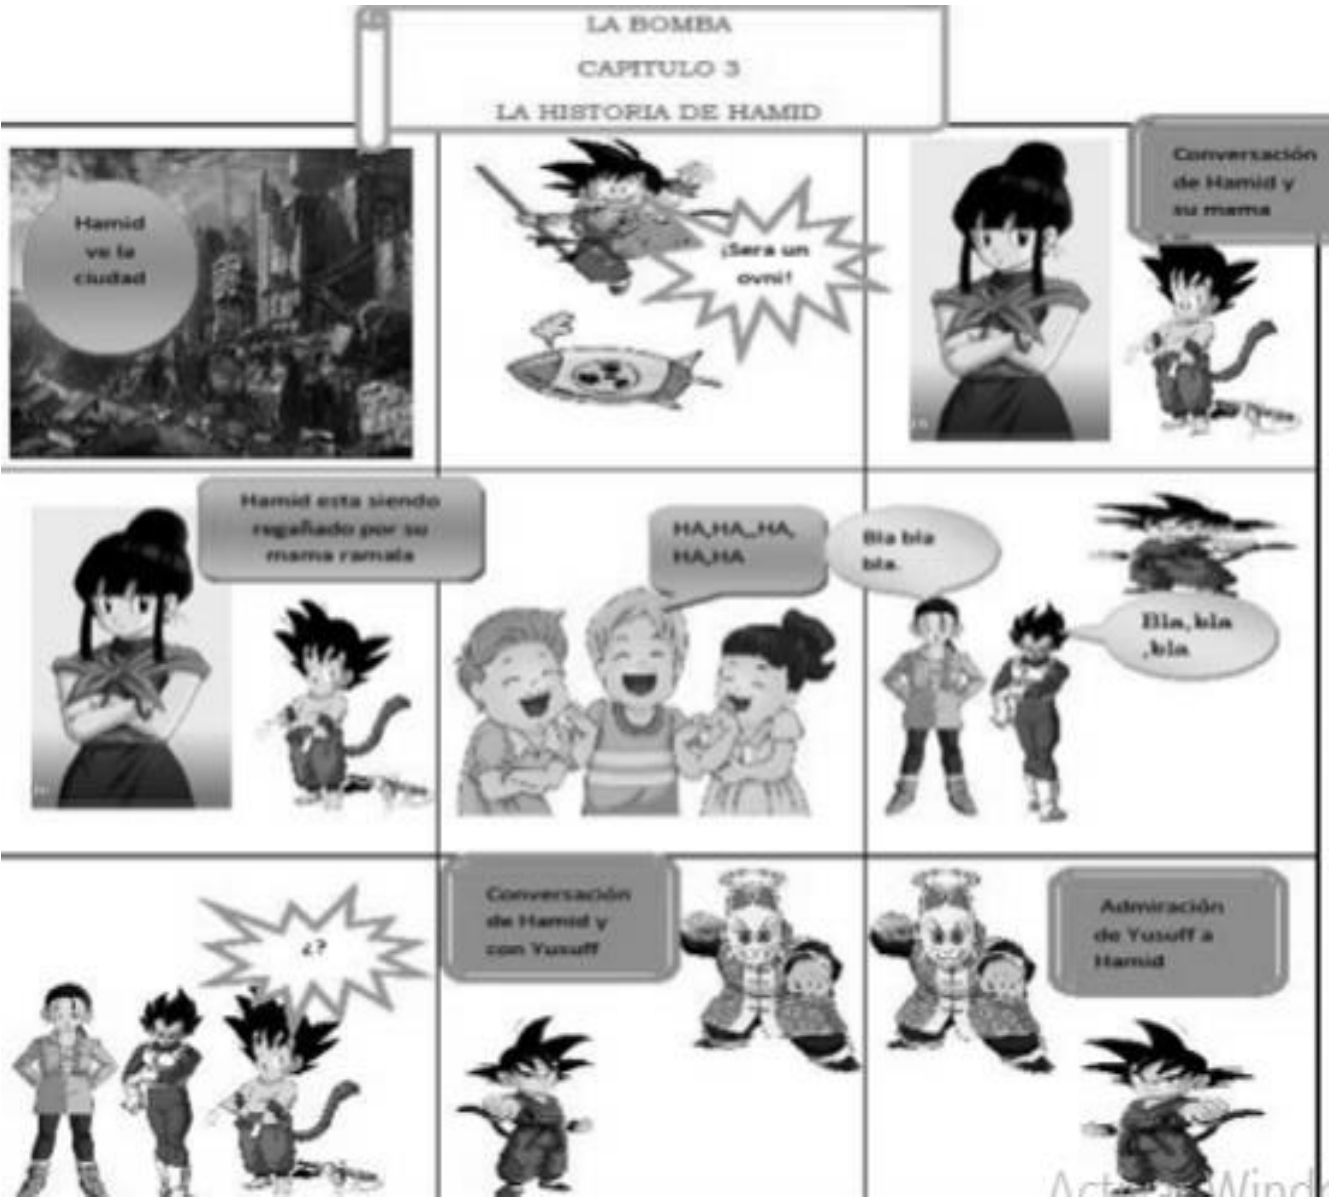 LA BOMBA
CAPITULO 3
LA HISTORIA DE HAMID
Hamid
ve la
ciudad
¡Sera un
ovni!
Conversación
de Hamid y
su mama
Hamid esta siendo
regañado por su
mama ramala
HA,HA,,HA,
HA,HA
Bla bla
bla.
Bla, bla
,bla
¿?
Conversación
de Hamid y
con Yusuff
Admiración
de Yusuff a
Hamid